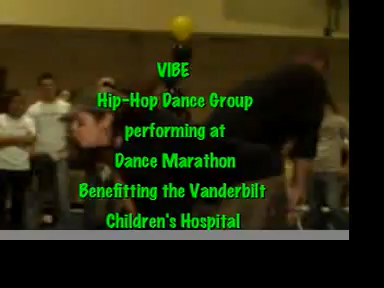 VIBE
Hip-Hop Dance Group
performing at
Dance Marathon
Benefitting the Vanderbilt
Children's Hospital